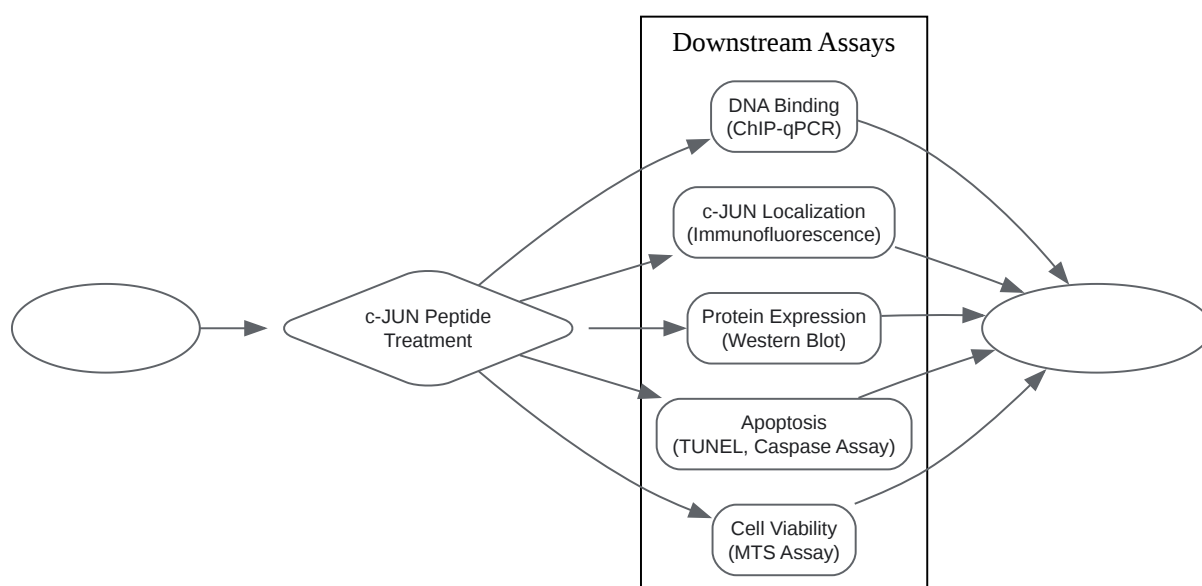 Downstream Assays
DNA Binding
(ChIP-qPCR)
c-JUN Localization
(Immunofluorescence)
c-JUN Peptide
Treatment
Protein Expression
(Western Blot)
Apoptosis
(TUNEL, Caspase Assay)
Cell Viability
(MTS Assay)